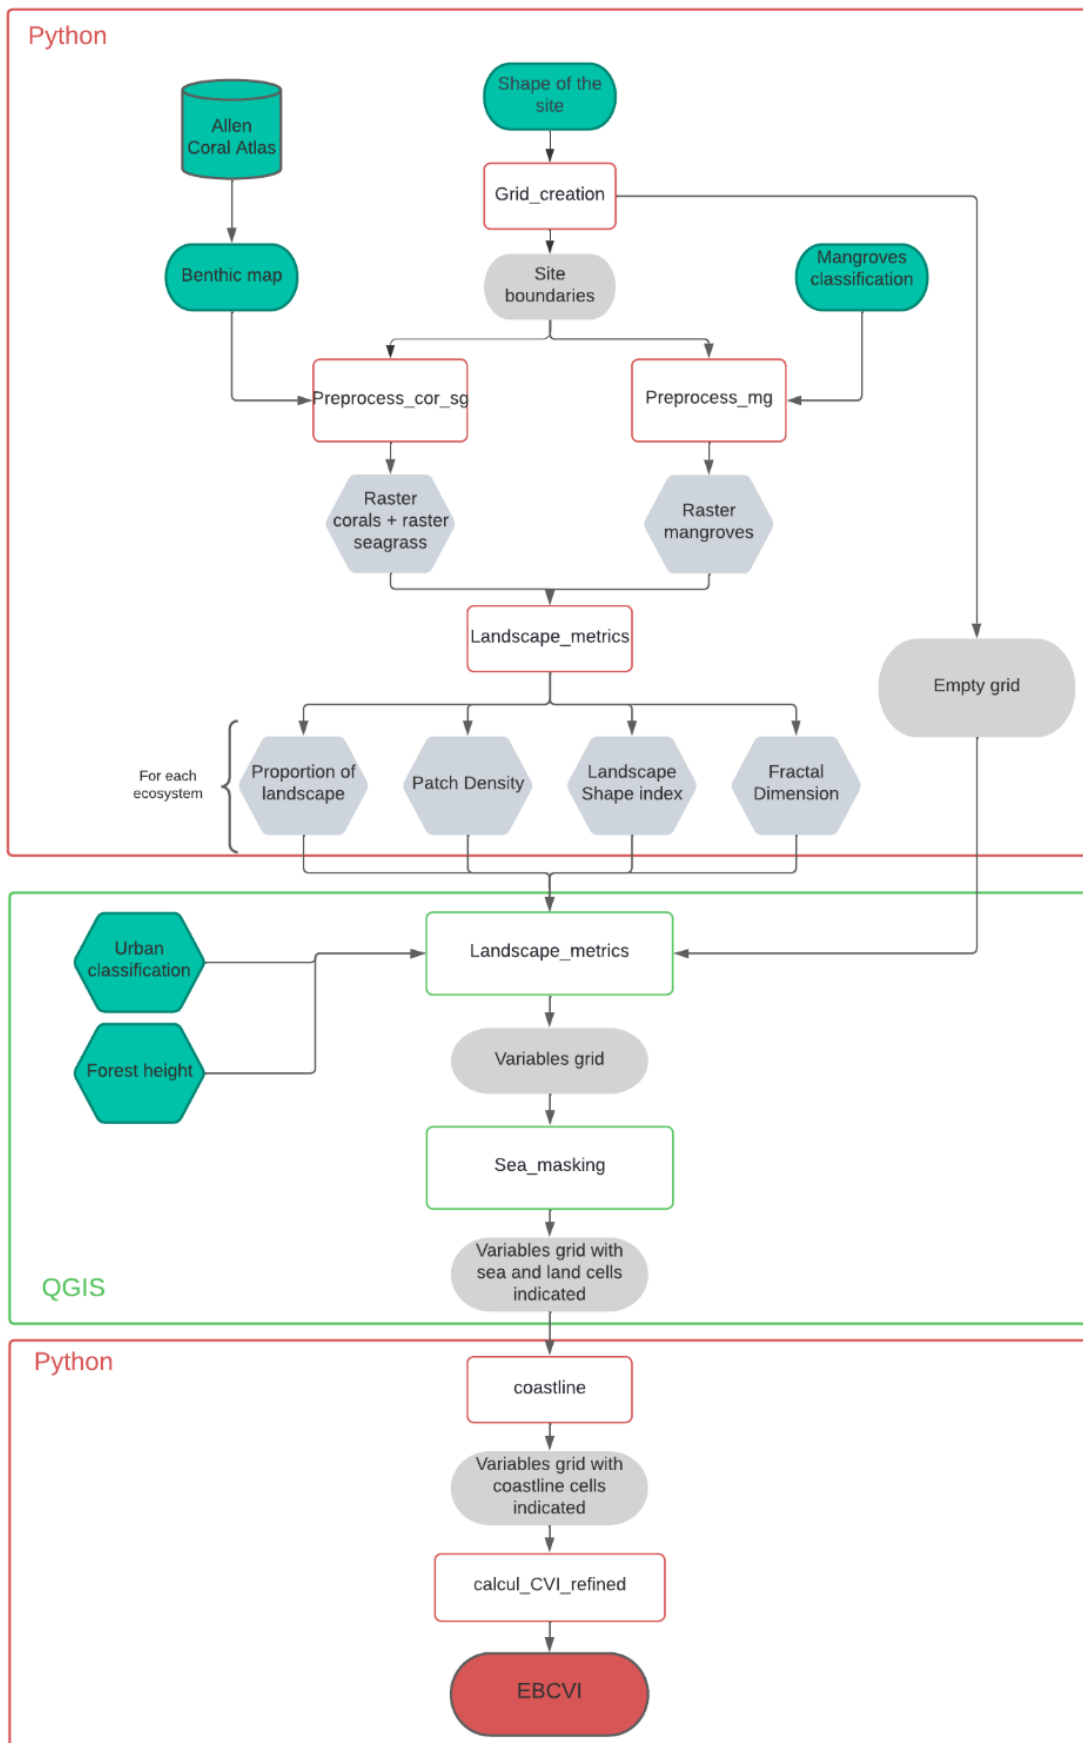 Python
Shape of the
site
Allen
Coral Atlas
Grid_creation
Benthic map
Site
boundaries
Mangroves
classification
Preprocess_cor_sg
Preprocess_mg
Raster
corals + raster
seagrass
Raster
mangroves
Landscape_metrics
Empty grid
For each
ecosystem
Proportion of
landscape
Patch Density
Landscape
Shape index
Fractal
Dimension
Urban
classification
Landscape_metrics
Forest height
Variables grid
Sea_masking
Variables grid with
sea and land cells
indicated
QGIS
Python
coastline
Variables grid with
coastline cells
indicated
calcul_CVI_refined
EBCVI